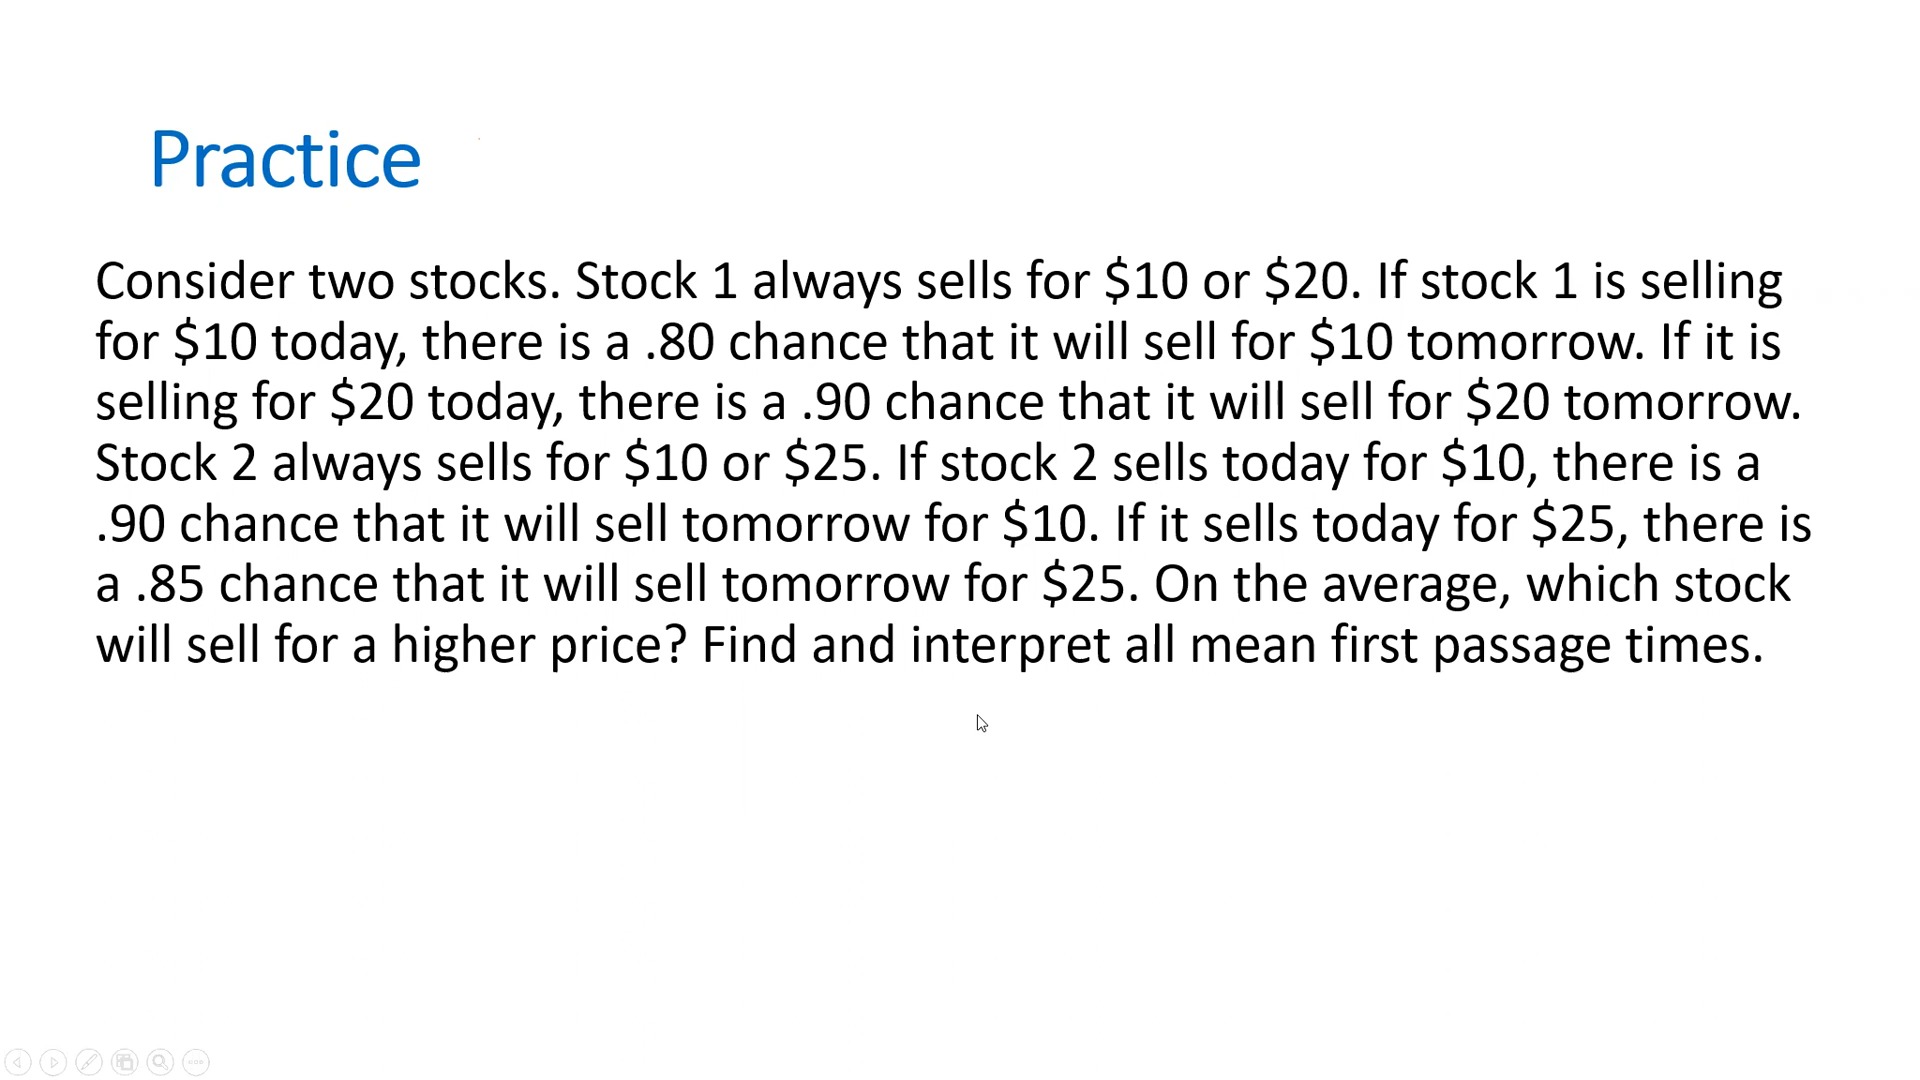 Practice
Consider two stocks. Stock 1 always sells for $10 or $20. If stock 1 is selling
for $10 today, there is a .80 chance that it will sell for $10 tomorrow. If it is
selling for $20 today, there is a .90 chance that it will sell for $20 tomorrow.
Stock 2 always sells for $10 or $25. If stock 2 sells today for $10, there is a
.90 chance that it will sell tomorrow for $10. If it sells today for $25, there is
a .85 chance that it will sell tomorrow for $25. On the average, which stock
will sell for a higher price? Find and interpret all mean first passage times.